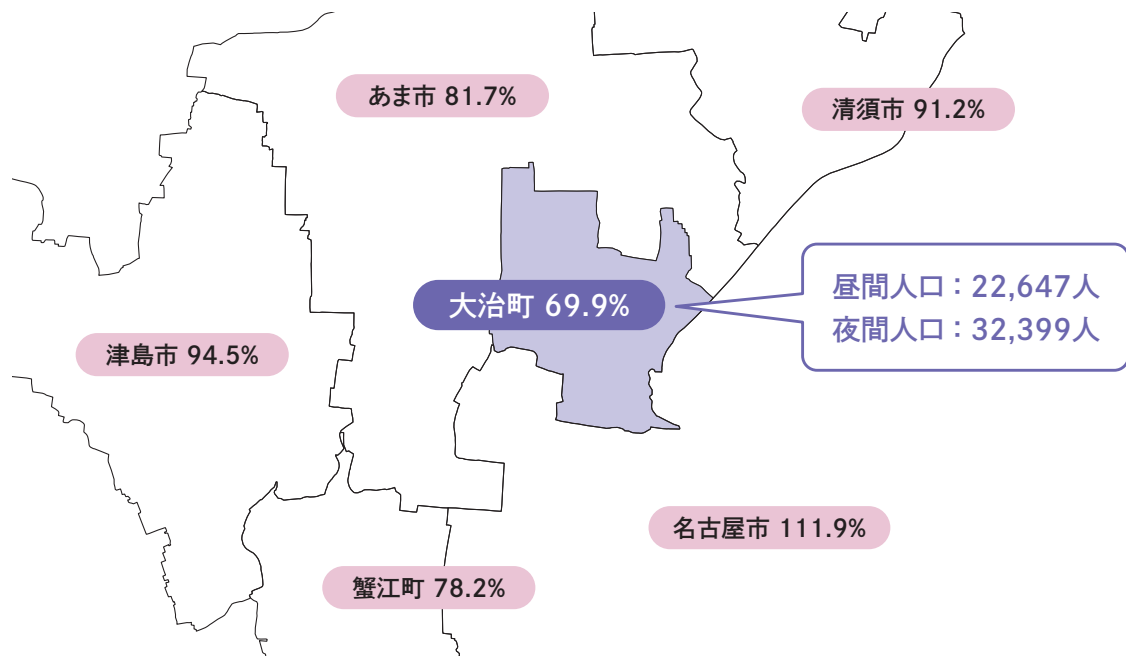 あま市 81.7%
清須市 91.2%
大治町 69.9%
昼間人口：22,647人
夜間人口：32,399人
津島市 94.5%
名古屋市 111.9%
蟹江町 78.2%